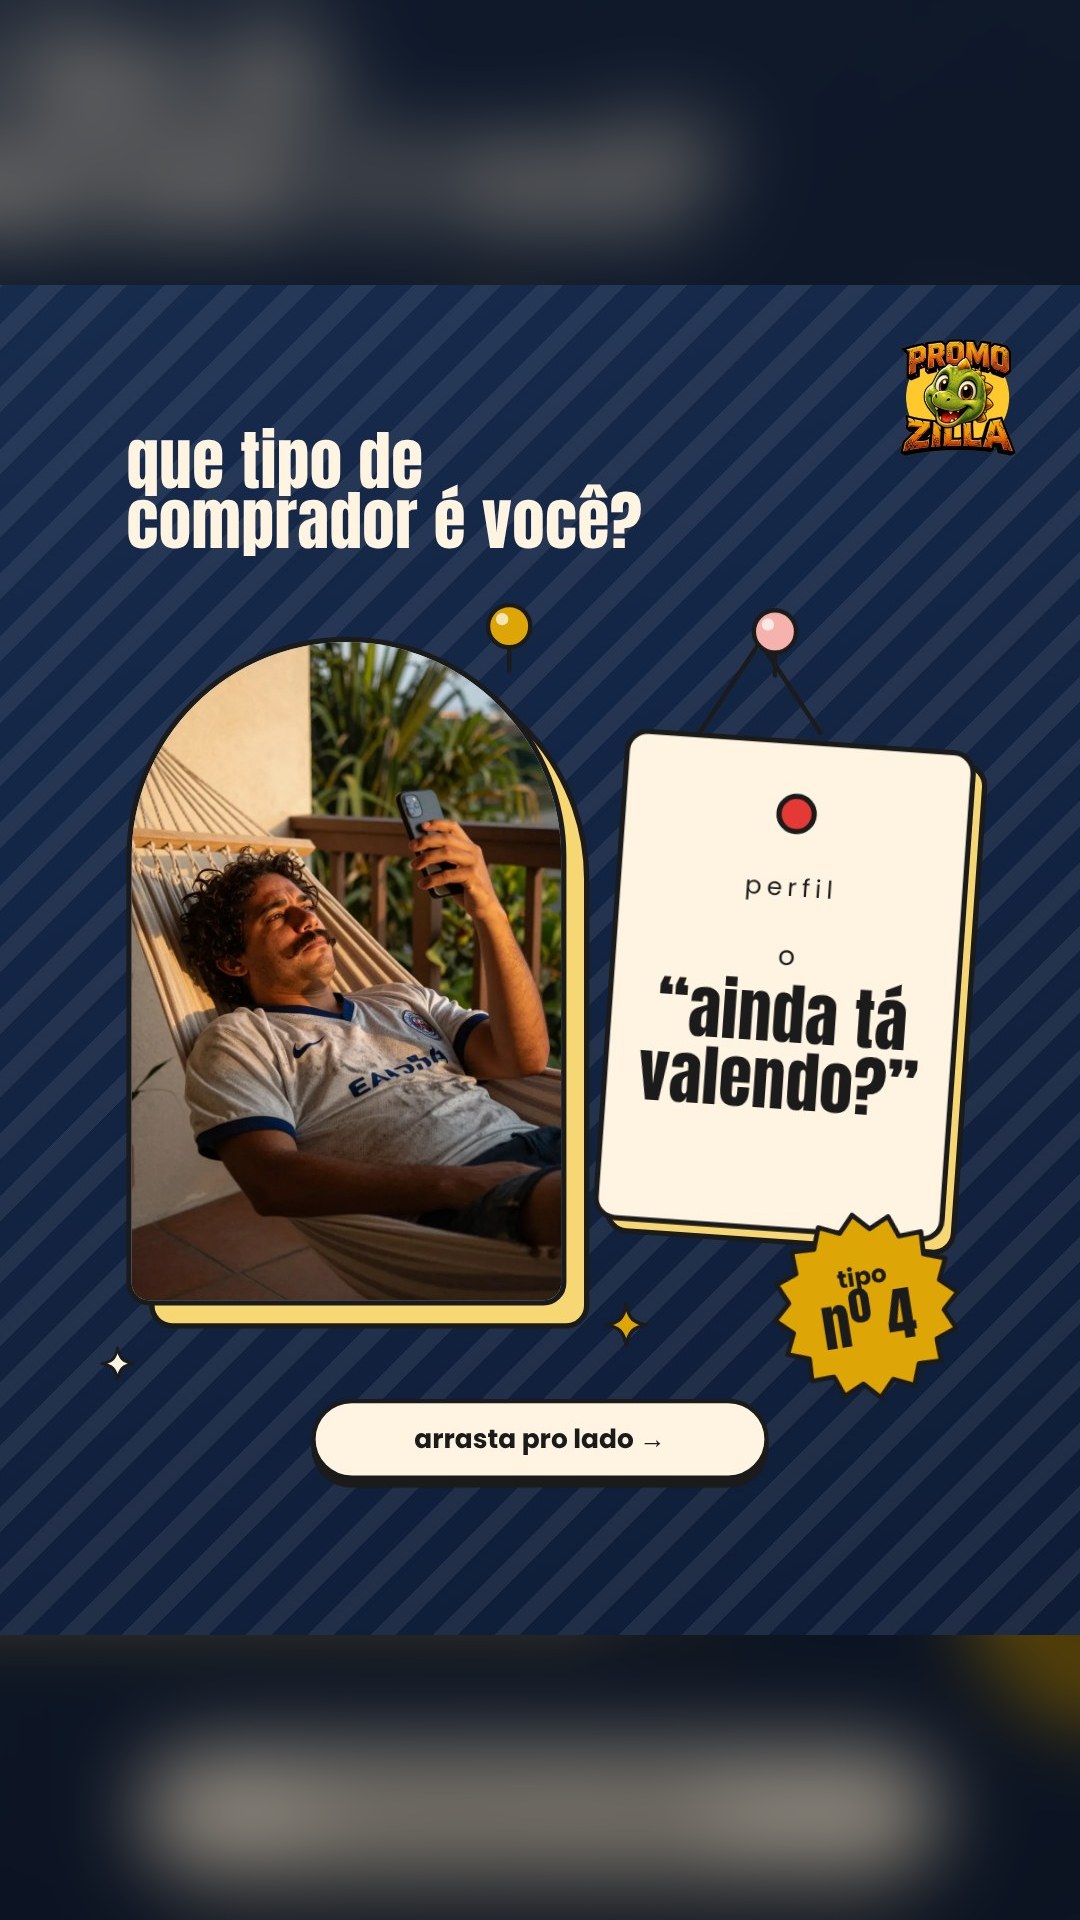 PROMO
ZILLA
que tipo de
comprador é você?
perfil
o
“ainda tá
valendo?”
tipo
nº 4
arrasta pro lado →